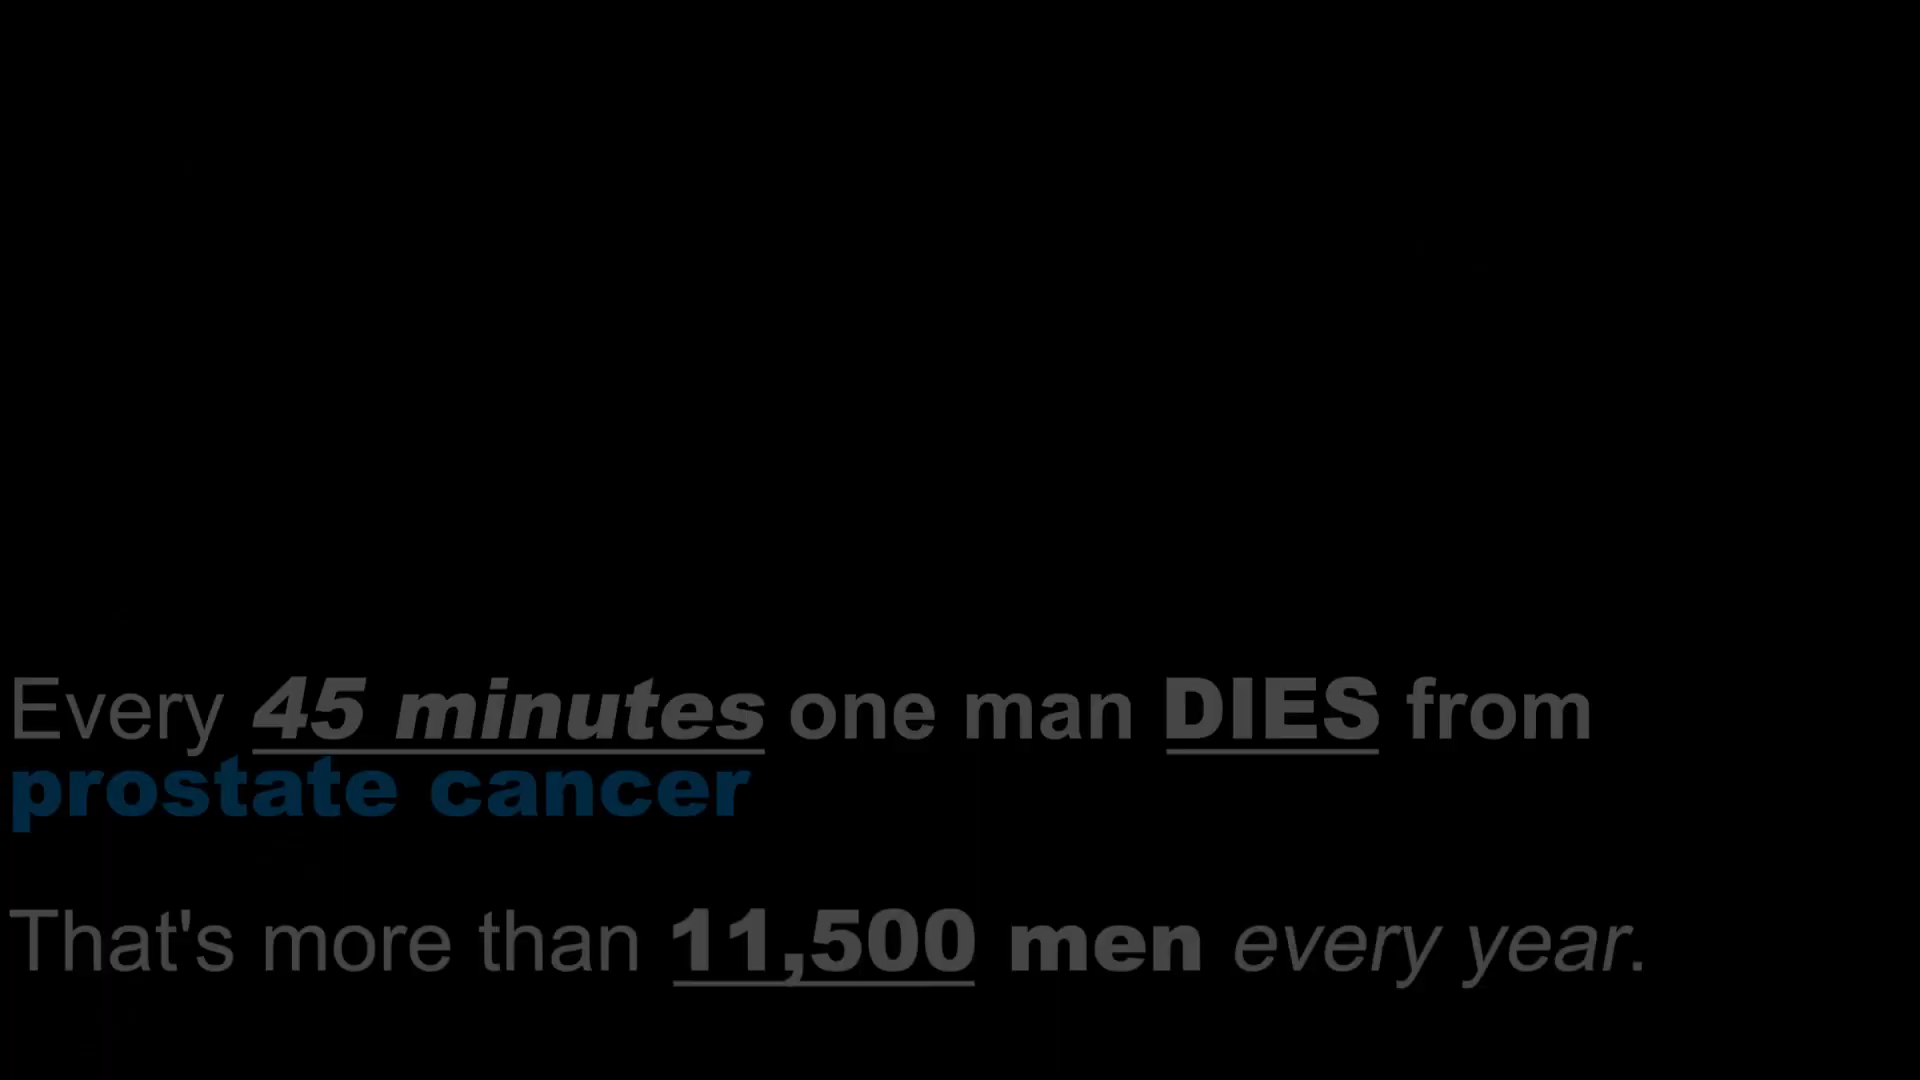 Every 45 minutes one man DIES from
prostate cancer
That's more than 11,500 men every year.